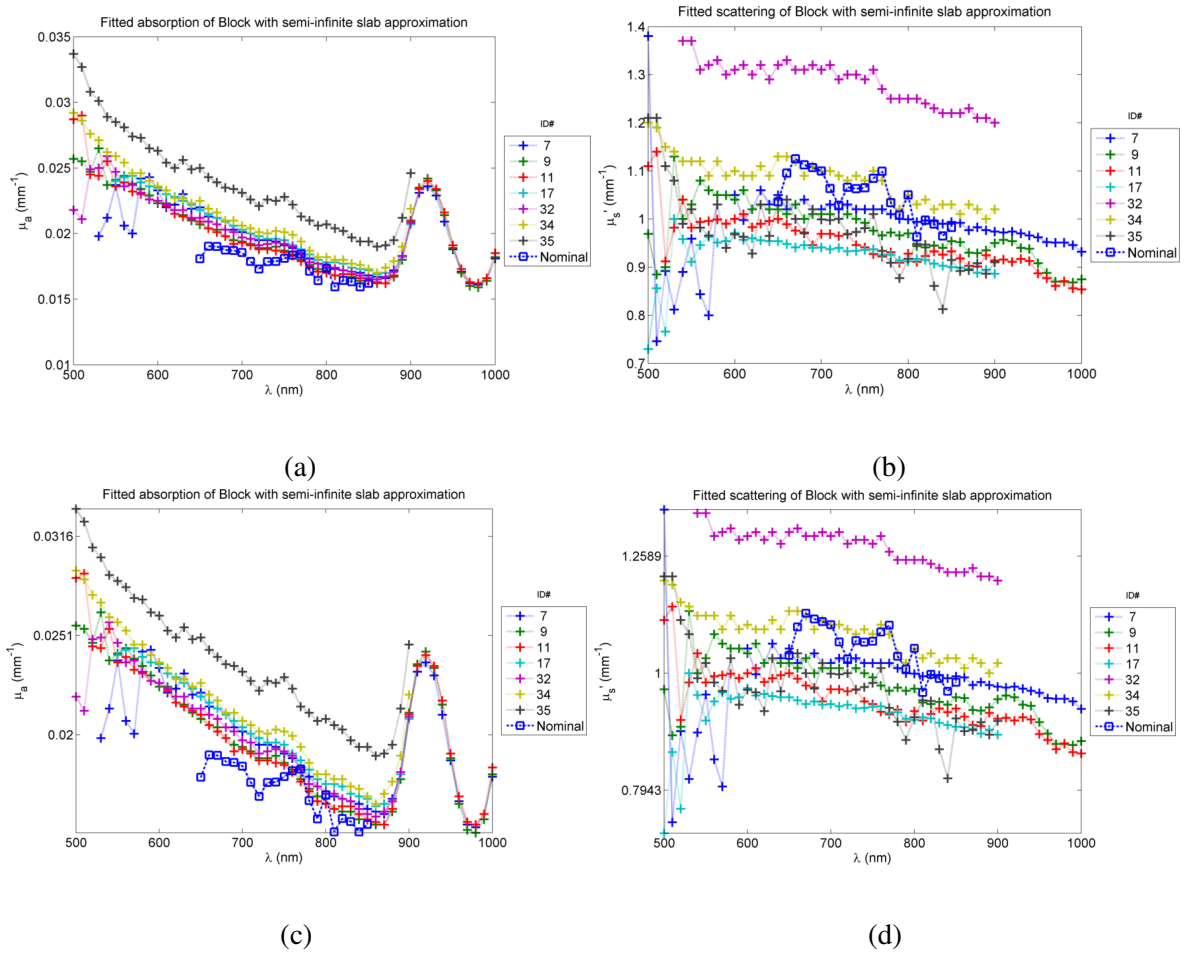 Fitted absorption of Block with semi-infinite slab approximation
0.035
0.03
0.025
0.02
0.015
0.01
μa (mm⁻¹)
500 600 700 800 900 1000
λ (nm)
ID#
7
9
11
17
32
34
35
Nominal
(a)
Fitted scattering of Block with semi-infinite slab approximation
1.4
1.3
1.2
1.1
1
0.9
0.8
0.7
μs' (mm⁻¹)
500 600 700 800 900 1000
λ (nm)
ID#
7
9
11
17
32
34
35
Nominal
(b)
Fitted absorption of Block with semi-infinite slab approximation
0.0316
0.0251
0.02
μa (mm⁻¹)
500 600 700 800 900 1000
λ (nm)
ID#
7
9
11
17
32
34
35
Nominal
(c)
Fitted scattering of Block with semi-infinite slab approximation
1.2589
1
0.7943
μs' (mm⁻¹)
500 600 700 800 900 1000
λ (nm)
ID#
7
9
11
17
32
34
35
Nominal
(d)